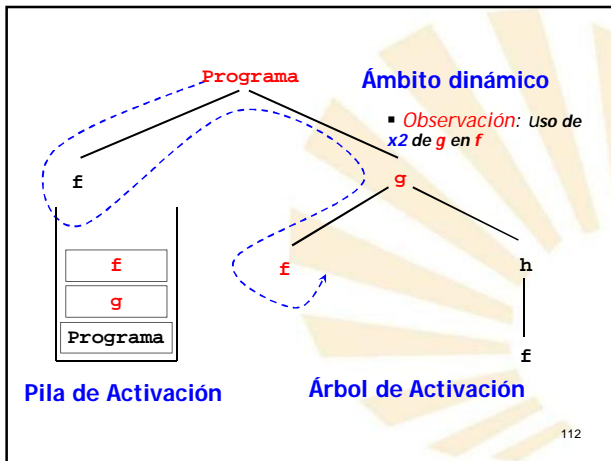 Programa
Ámbito dinámico
▪ Observación: uso de
x2 de g en f
f
g
f
h
f
g
Programa
f
Pila de Activación
Árbol de Activación
112